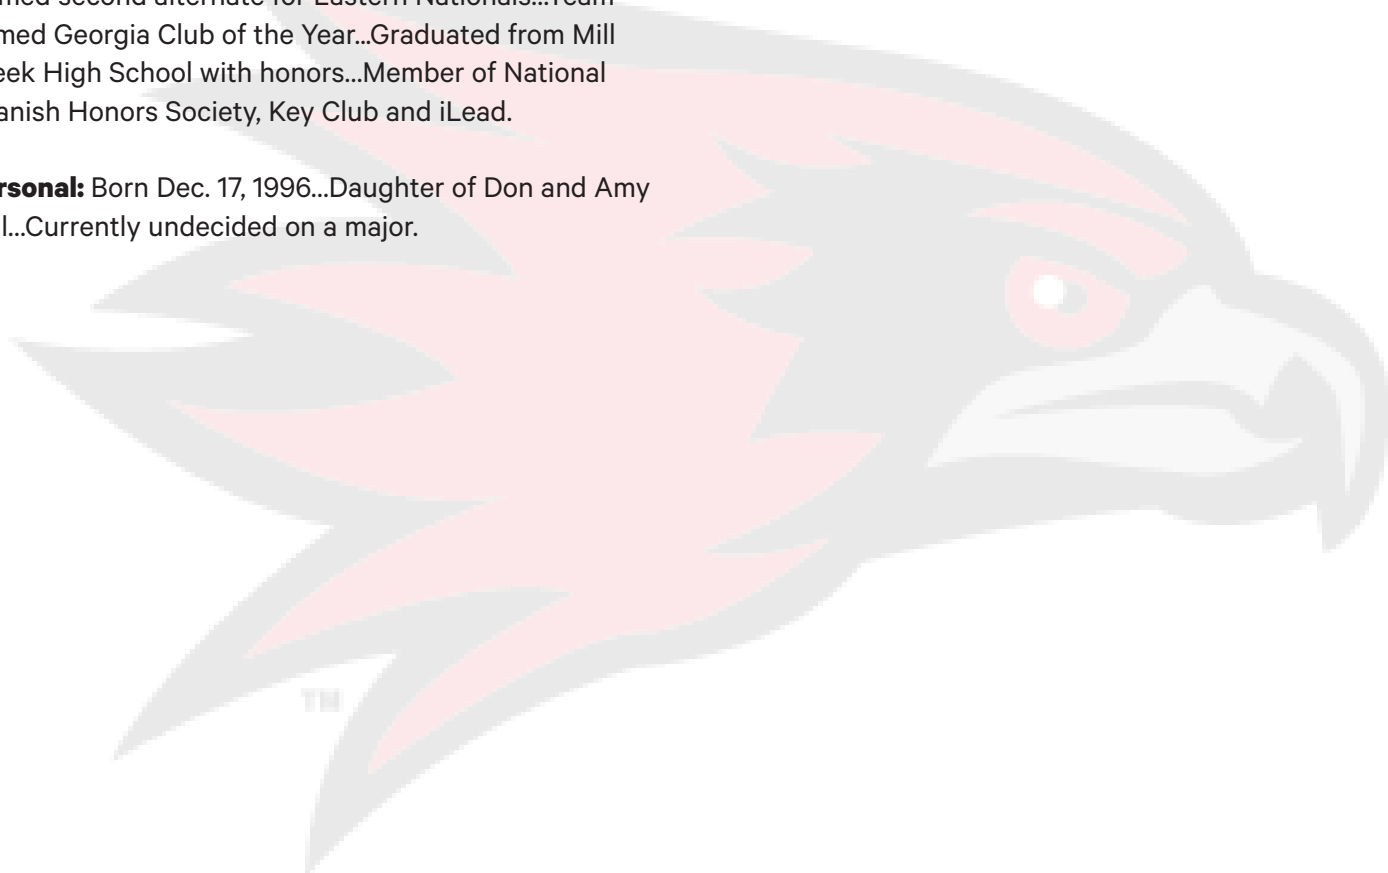 med second alternate for Eastern Nationals...Team
med Georgia Club of the Year...Graduated from Mill
eek High School with honors...Member of National
anish Honors Society, Key Club and iLead.
rsonal: Born Dec. 17, 1996...Daughter of Don and Amy
l...Currently undecided on a major.
TM